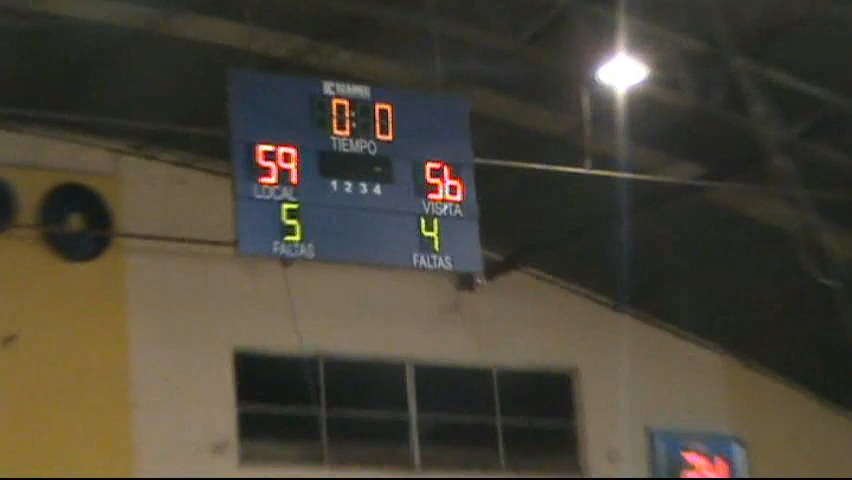 0:0
TIEMPO
59 56
LOCAL 1 2 3 4 VISITA
5 4
FALTAS FALTAS